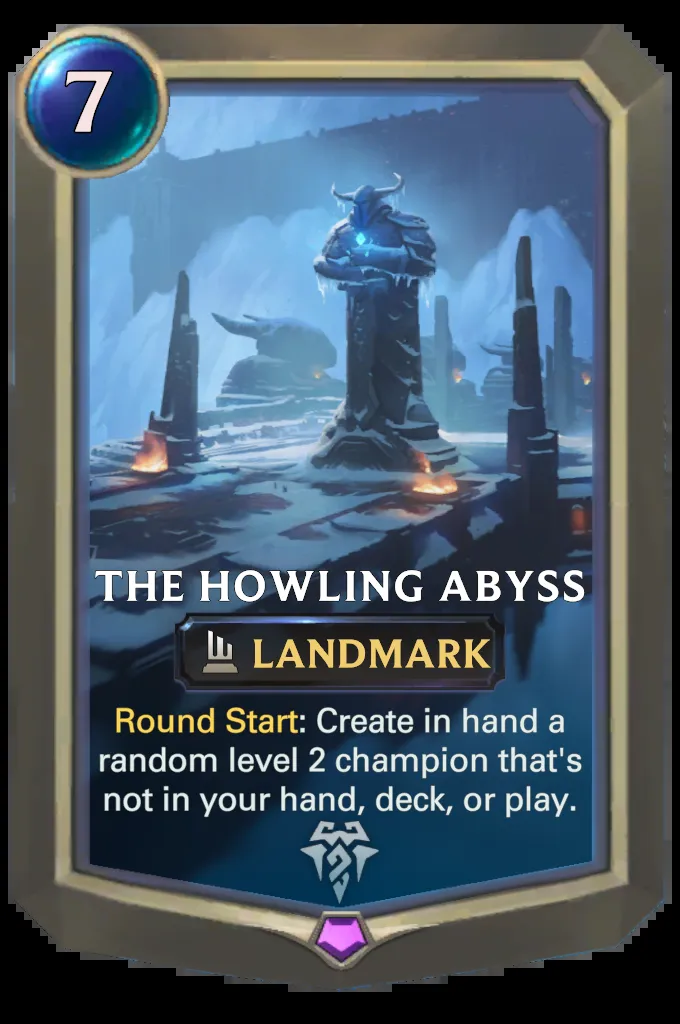 7
THE HOWLING ABYSS
LANDMARK
Round Start: Create in hand a
random level 2 champion that's
not in your hand, deck, or play.